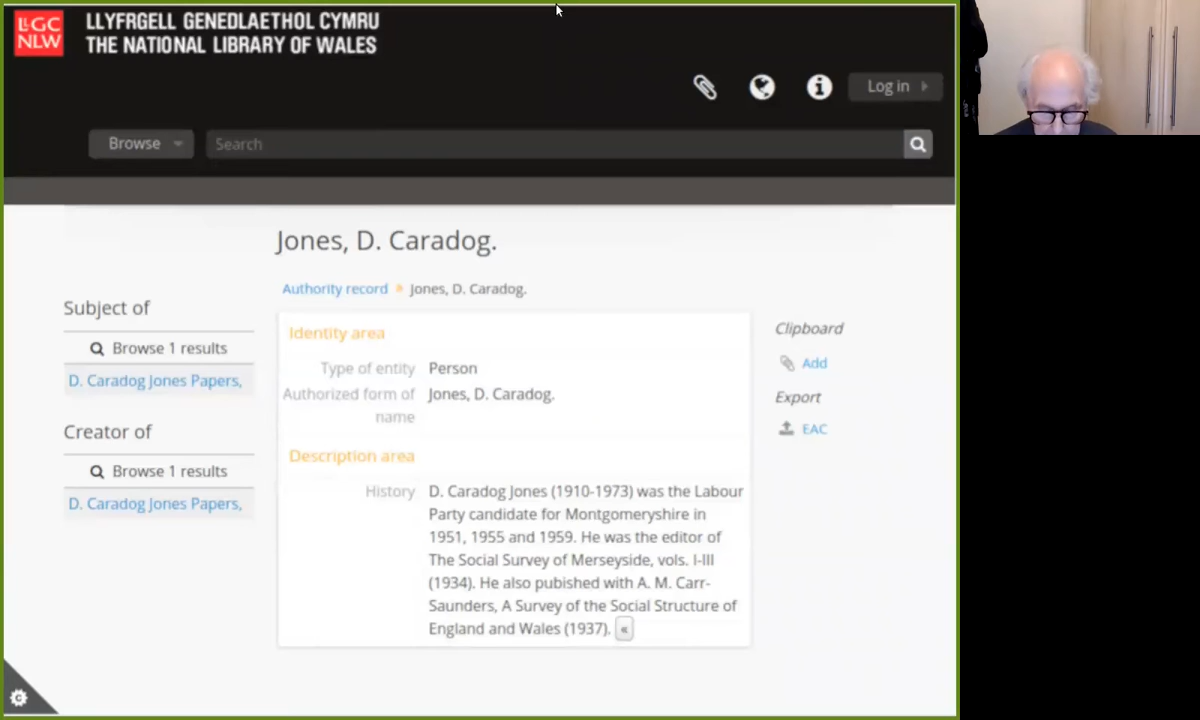 LLGC
NLW
LLYFRGELL GENEDLAETHOL CYMRU
THE NATIONAL LIBRARY OF WALES
Log in
Browse
Search
Jones, D. Caradog.
Authority record » Jones, D. Caradog.
Subject of
Browse 1 results
D. Caradog Jones Papers,
Creator of
Browse 1 results
D. Caradog Jones Papers,
Identity area
Type of entity Person
Authorized form of name Jones, D. Caradog.
Description area
History D. Caradog Jones (1910-1973) was the Labour
Party candidate for Montgomeryshire in
1951, 1955 and 1959. He was the editor of
The Social Survey of Merseyside, vols. I-III
(1934). He also pubished with A. M. Carr-
Saunders, A Survey of the Social Structure of
England and Wales (1937). «
Clipboard
Add
Export
EAC